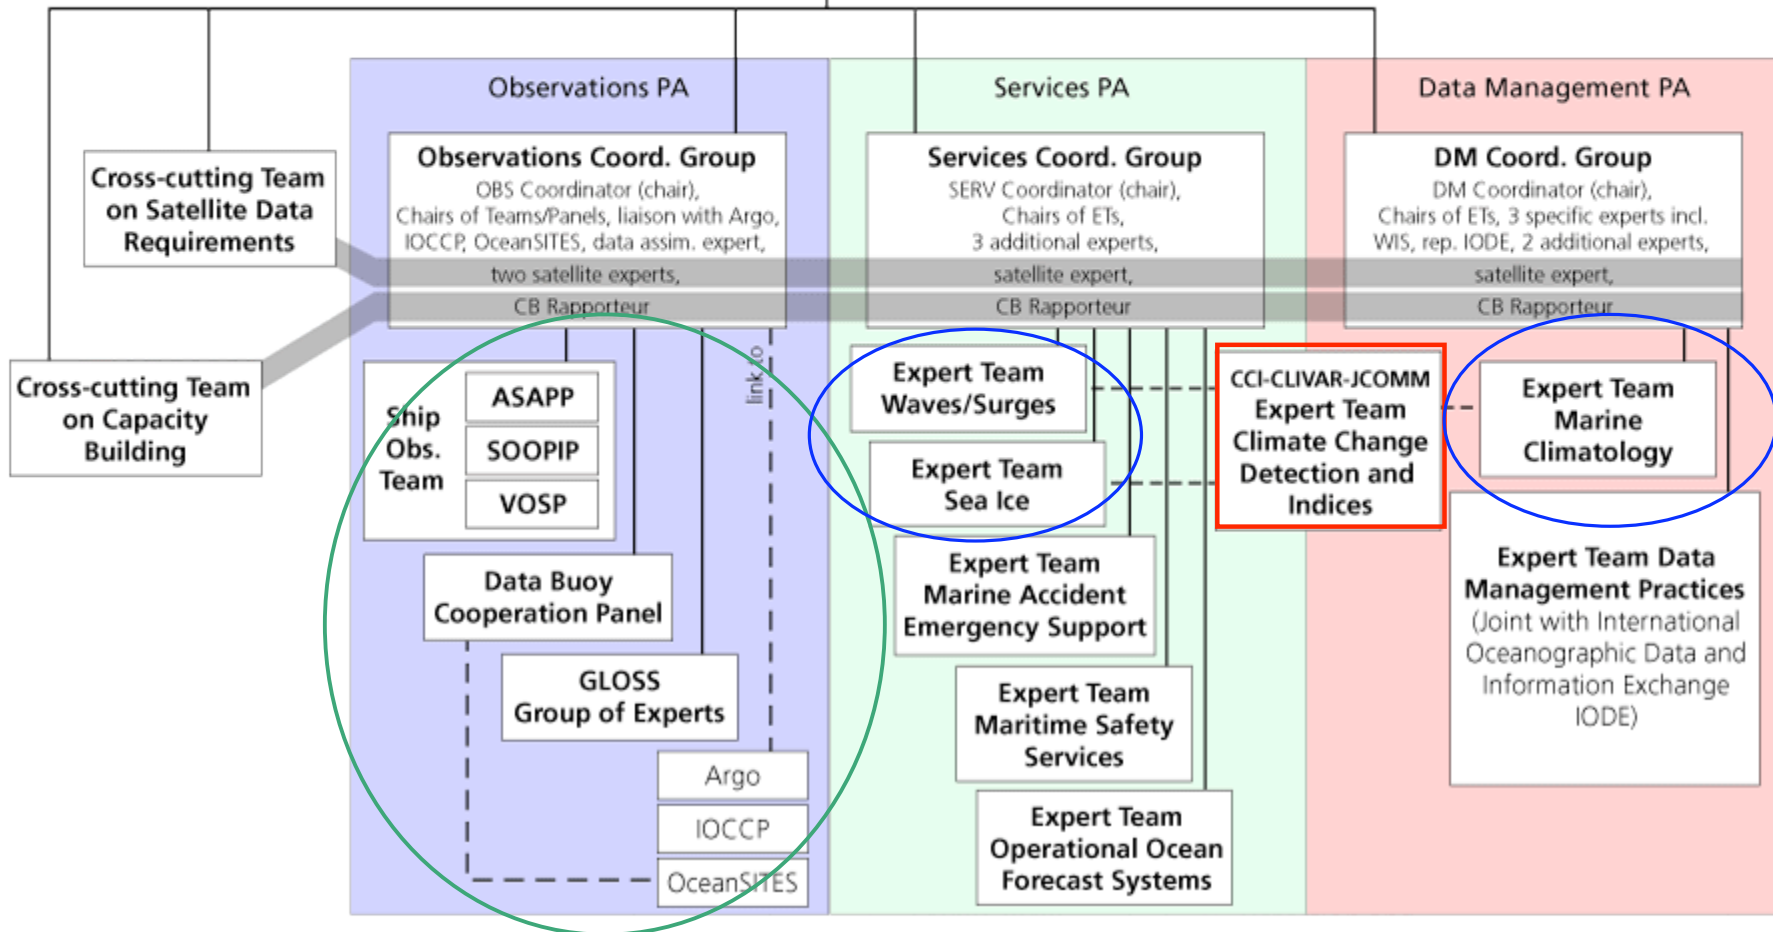 Observations PA
Services PA
Data Management PA
Cross-cutting Team
on Satellite Data
Requirements
Cross-cutting Team
on Capacity
Building
Observations Coord. Group
OBS Coordinator (chair),
Chairs of Teams/Panels, liaison with Argo,
IOCCP, OceanSITES, data assim. expert,
two satellite experts,
CB Rapporteur
Services Coord. Group
SERV Coordinator (chair),
Chairs of ETs,
3 additional experts,
satellite expert,
CB Rapporteur
DM Coord. Group
DM Coordinator (chair),
Chairs of ETs, 3 specific experts incl.
WIS, rep. IODE, 2 additional experts,
satellite expert,
CB Rapporteur
link to
Ship
Obs.
Team
ASAPP
SOOPIP
VOSP
Data Buoy
Cooperation Panel
GLOSS
Group of Experts
Argo
IOCCP
OceanSITES
Expert Team
Waves/Surges
Expert Team
Sea Ice
Expert Team
Marine Accident
Emergency Support
Expert Team
Maritime Safety
Services
Expert Team
Operational Ocean
Forecast Systems
CCI-CLIVAR-JCOMM
Expert Team
Climate Change
Detection and
Indices
Expert Team
Marine
Climatology
Expert Team Data
Management Practices
(Joint with International
Oceanographic Data and
Information Exchange
IODE)